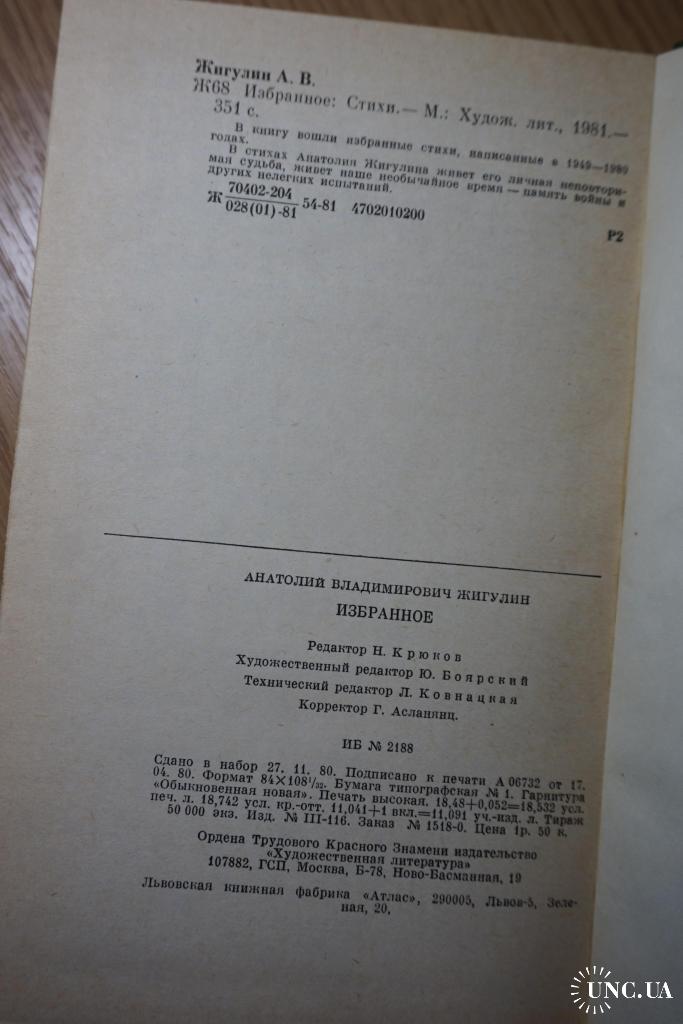 Жигулин А. В.
Ж68 Избранное: Стихи.— М.: Худож. лит., 1981.—
351 с.
В книгу вошли избранные стихи, написанные в 1949—1980
годах.
В стихах Анатолия Жигулина живет его личная неповтори-
мая судьба, живет наше необычайное время — память войны и
других нелегких испытаний.
Ж 70402-204 54-81 4702010200
028(01)-81
Р2
АНАТОЛИЙ ВЛАДИМИРОВИЧ ЖИГУЛИН
ИЗБРАННОЕ
Редактор Н. Крюков
Художественный редактор Ю. Боярский
Технический редактор Л. Ковнацкая
Корректор Г. Асланянц.
ИБ № 2188
Сдано в набор 27. 11. 80. Подписано к печати А 06732 от 17.
04. 80. Формат 84×108¹/₃₂. Бумага типографская № 1. Гарнитура
«Обыкновенная новая». Печать высокая. 18,48+0,052=18,532 усл.
печ. л. 18,742 усл. кр.-отт. 11,041+1 вкл.=11,091 уч.-изд. л. Тираж
50 000 экз. Изд. № III-116. Заказ № 1518-0. Цена 1р. 50 к.
Ордена Трудового Красного Знамени издательство
«Художественная литература»
107882, ГСП, Москва, Б-78, Ново-Басманная, 19
Львовская книжная фабрика «Атлас», 290005, Львов-5, Зеле-
ная, 20,
UNC.UA